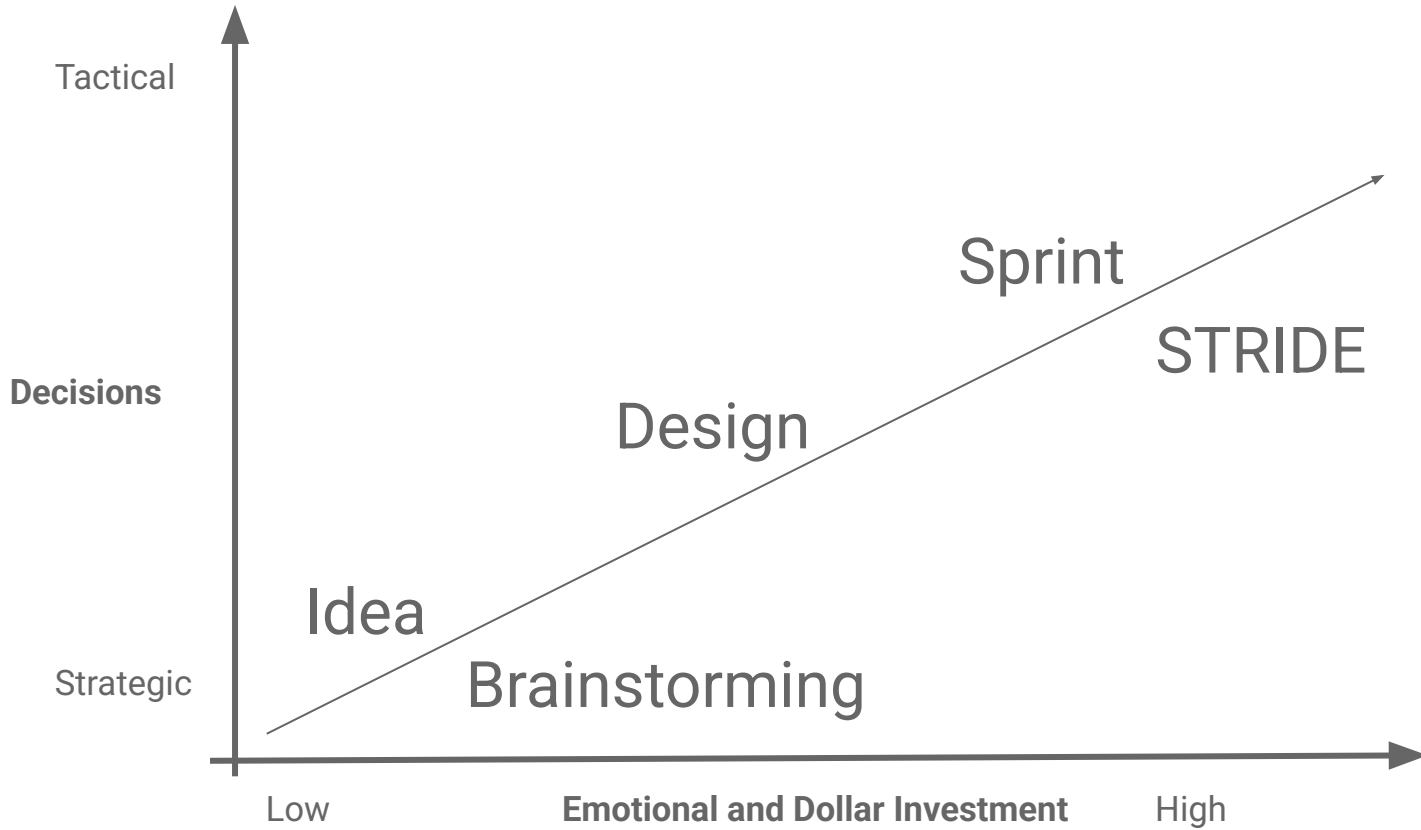 Tactical
Sprint
STRIDE
Decisions
Design
Idea
Strategic
Brainstorming
Low
Emotional and Dollar Investment
High